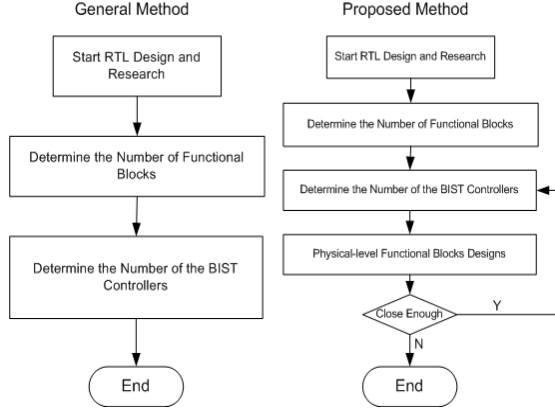 General Method
Start RTL Design and
Research
Determine the Number of Functional
Blocks
Determine the Number of the BIST
Controllers
End
Proposed Method
Start RTL Design and Research
Determine the Number of Functional Blocks
Determine the Number of the BIST Controllers
Physical-level Functional Blocks Designs
Close Enough
Y
N
End